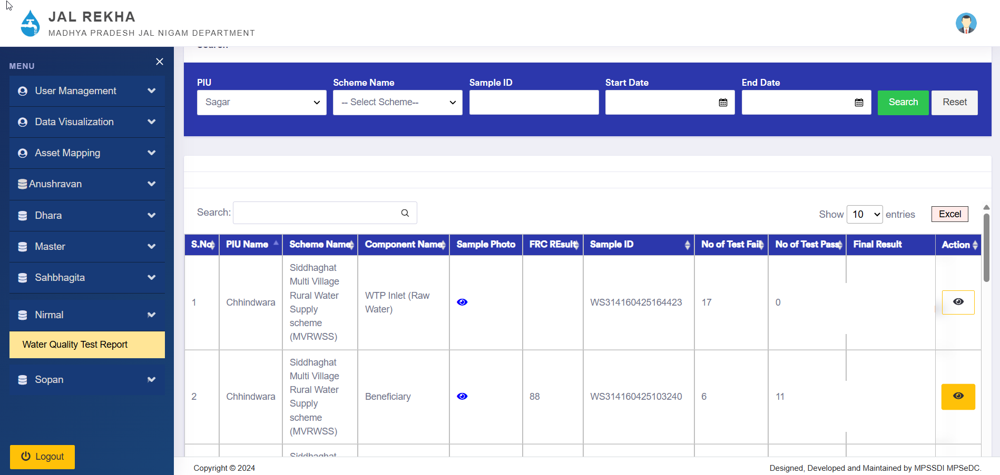 JAL REKHA
MADHYA PRADESH JAL NIGAM DEPARTMENT
MENU
User Management
Data Visualization
Asset Mapping
Anushravan
Dhara
Master
Sahbhagita
Nirmal
Water Quality Test Report
Sopan
Logout
PIU
Scheme Name
Sample ID
Start Date
End Date
Sagar
-- Select Scheme--
Search
Reset
Search:
Show 10 entries
Excel
S.No PIU Name Scheme Name Component Name Sample Photo FRC REsult Sample ID No of Test Fail No of Test Pass Final Result Action
1
Chhindwara
Siddhaghat
Multi Village
Rural Water
Supply
scheme
(MVRWSS)
WTP Inlet (Raw
Water)
WS314160425164423
17
0
2
Chhindwara
Siddhaghat
Multi Village
Rural Water
Supply
scheme
(MVRWSS)
Beneficiary
88
WS314160425103240
6
11
Copyright © 2024
Designed, Developed and Maintained by MPSSDI MPSeDC.